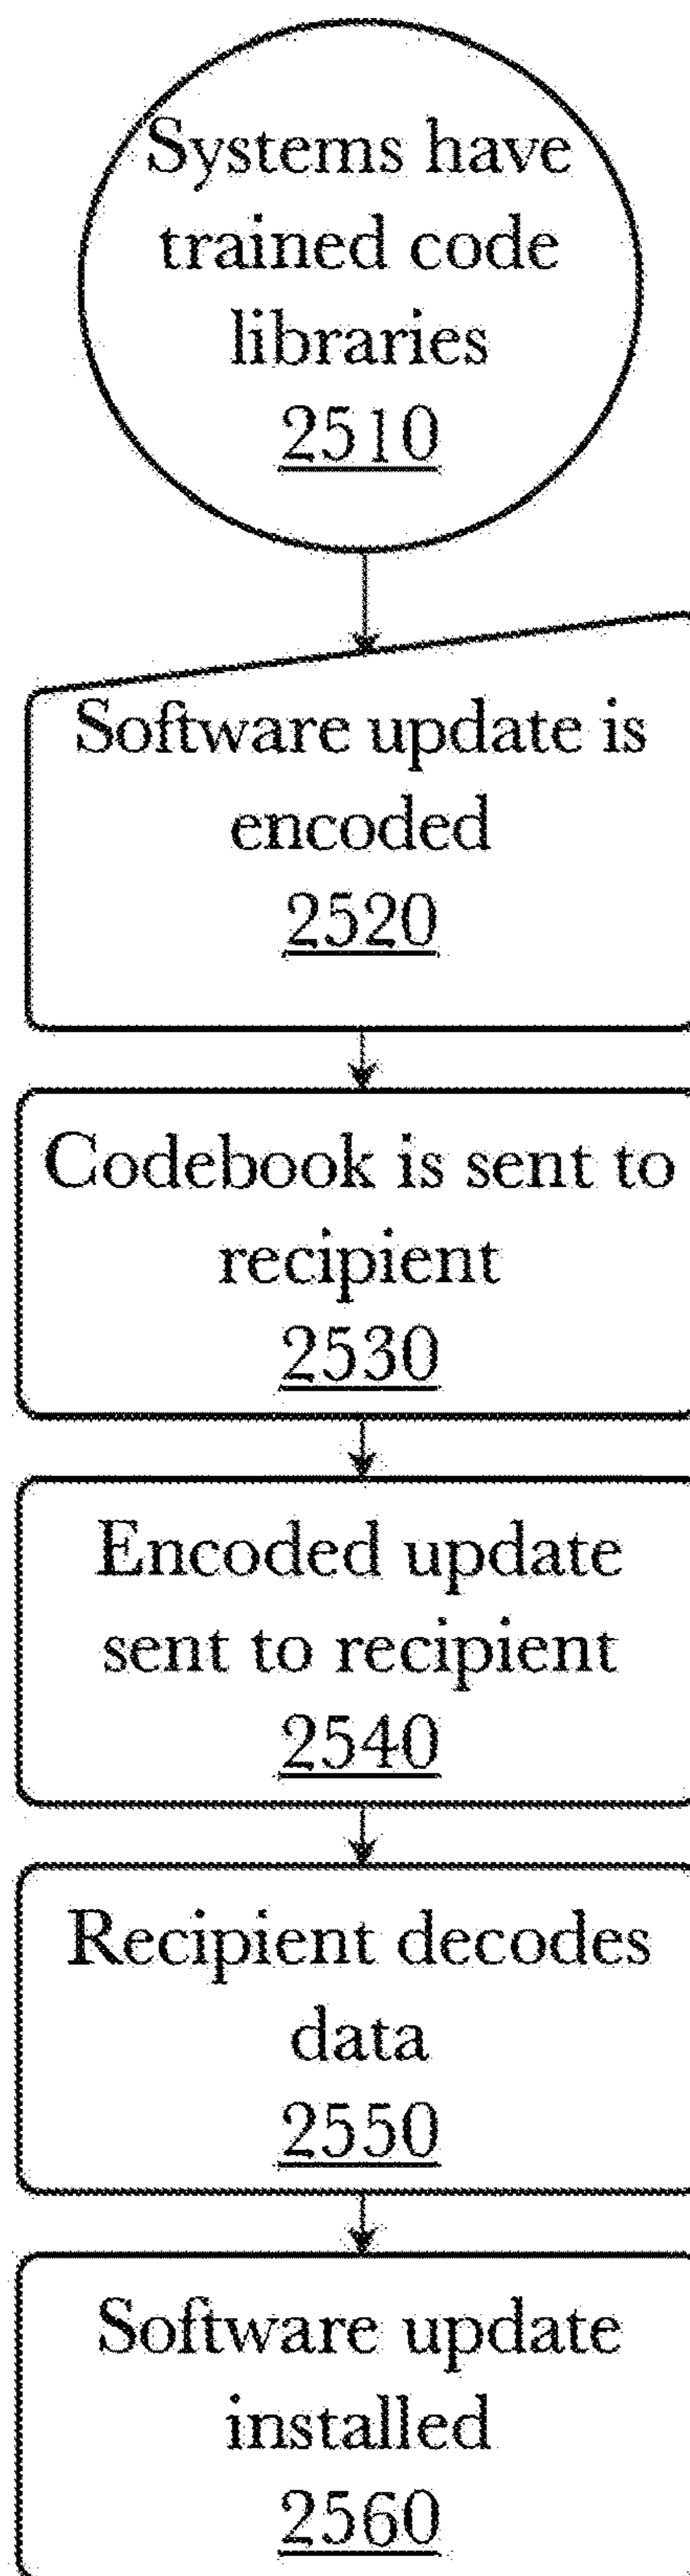 Systems have
trained code
libraries
2510
Software update is
encoded
2520
Codebook is sent to
recipient
2530
Encoded update
sent to recipient
2540
Recipient decodes
data
2550
Software update
installed
2560